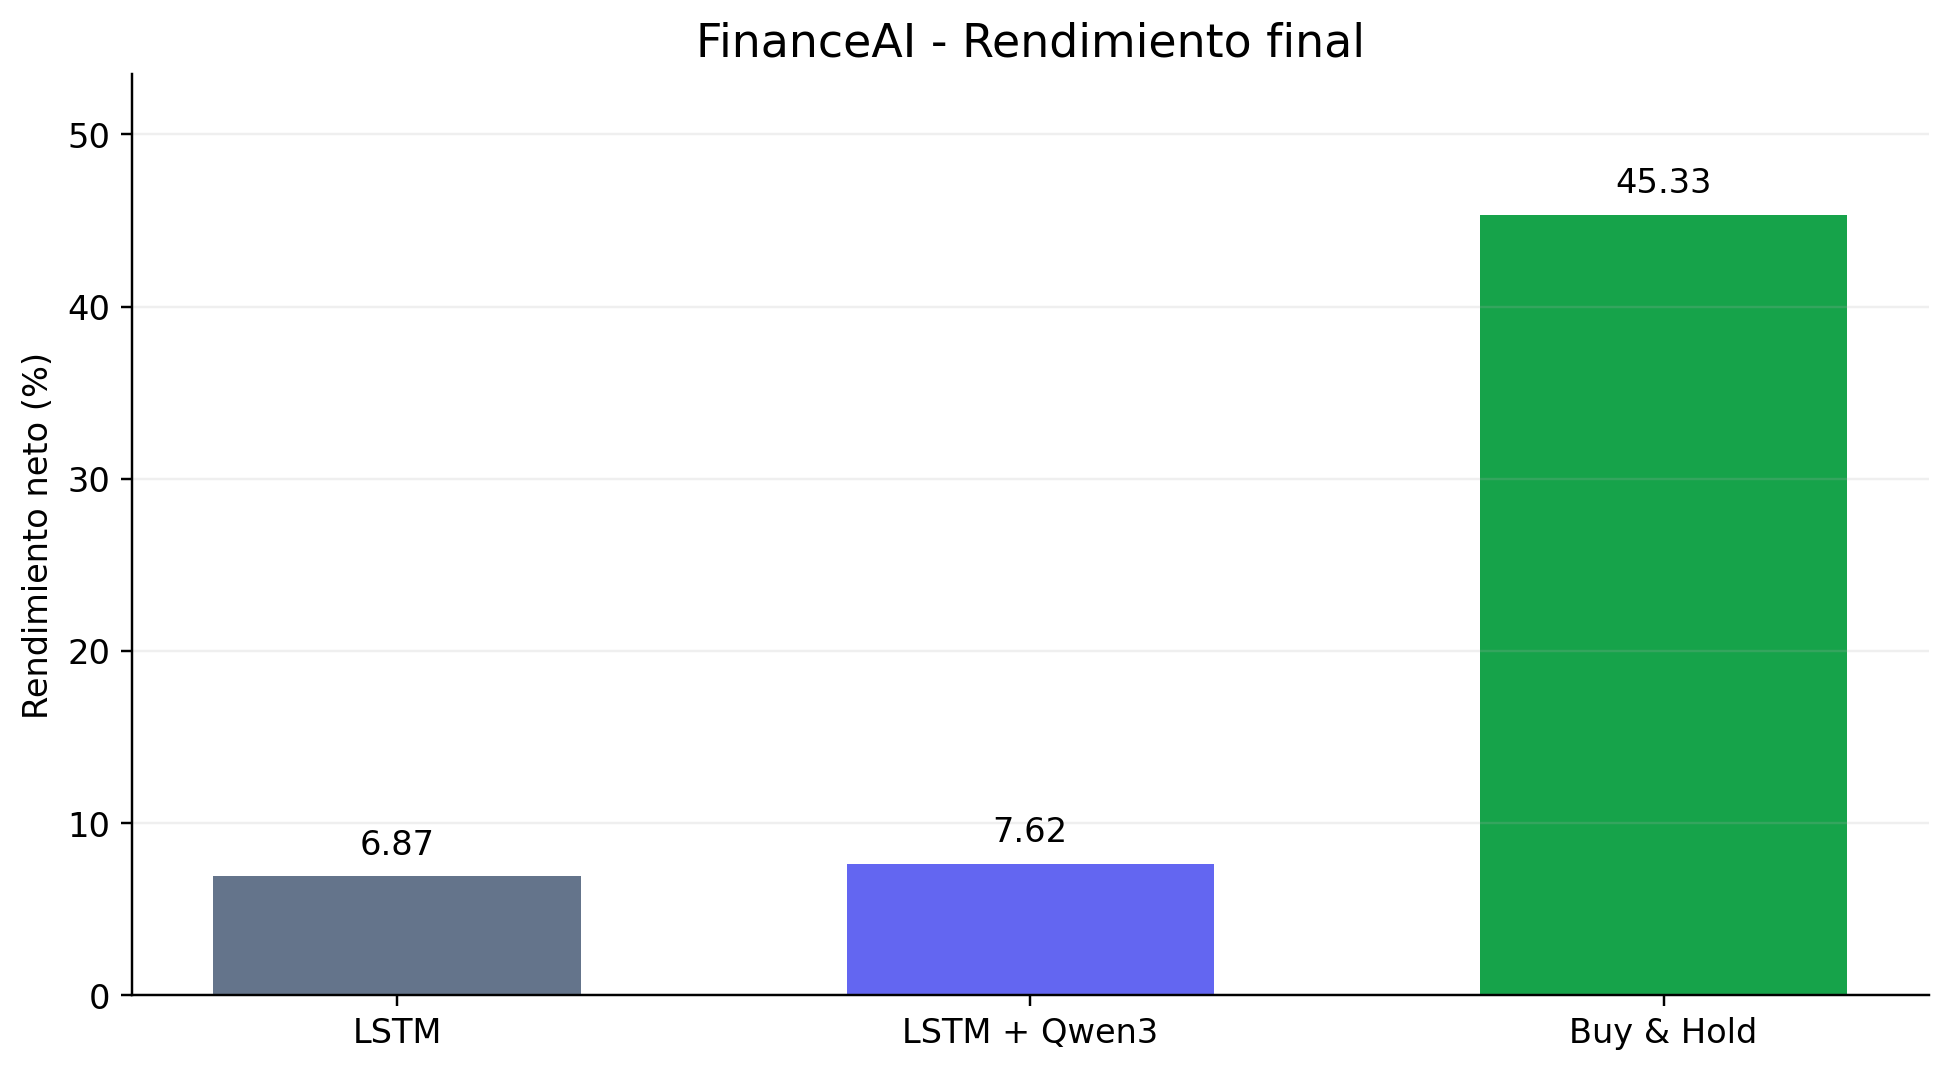 FinanceAI - Rendimiento final
Rendimiento neto (%)
50
40
30
20
10
0
6.87
7.62
45.33
LSTM
LSTM + Qwen3
Buy & Hold